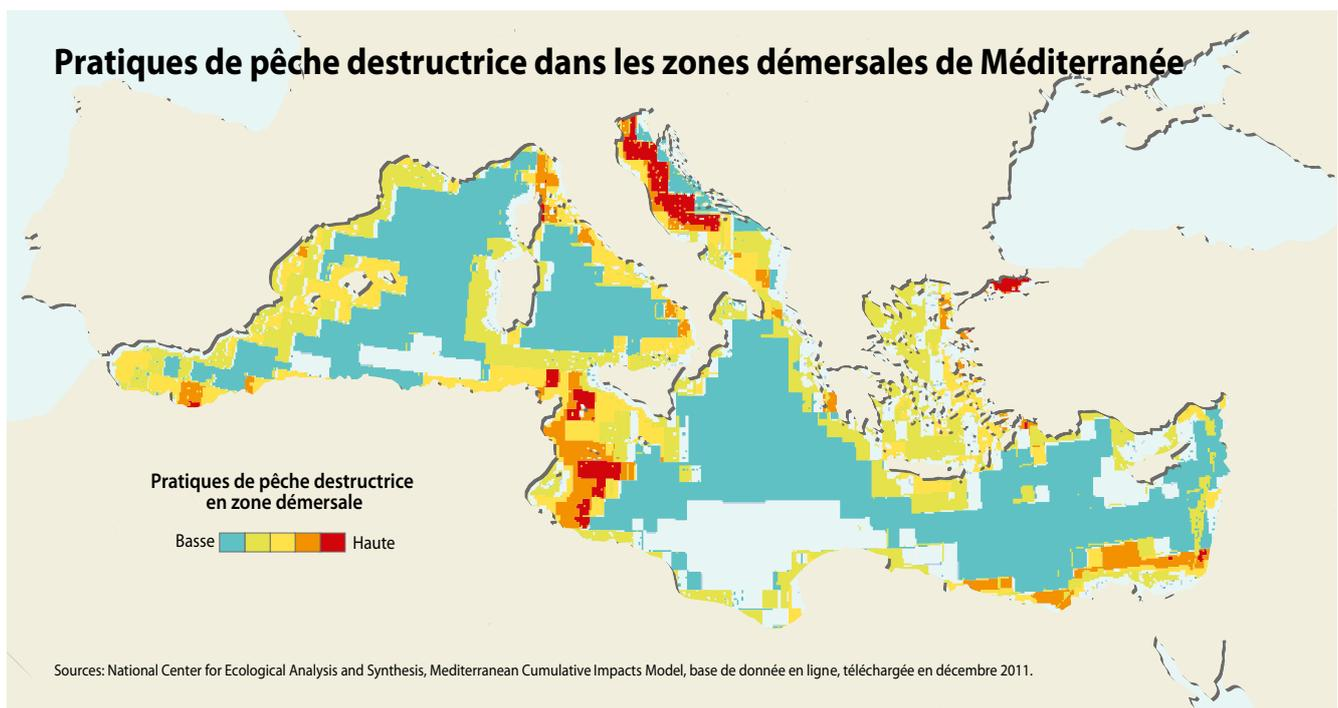 Pratiques de pêche destructrice dans les zones démersales de Méditerranée
Pratiques de pêche destructrice
en zone démersale
Basse
Haute
Sources: National Center for Ecological Analysis and Synthesis, Mediterranean Cumulative Impacts Model, base de donnée en ligne, téléchargée en décembre 2011.